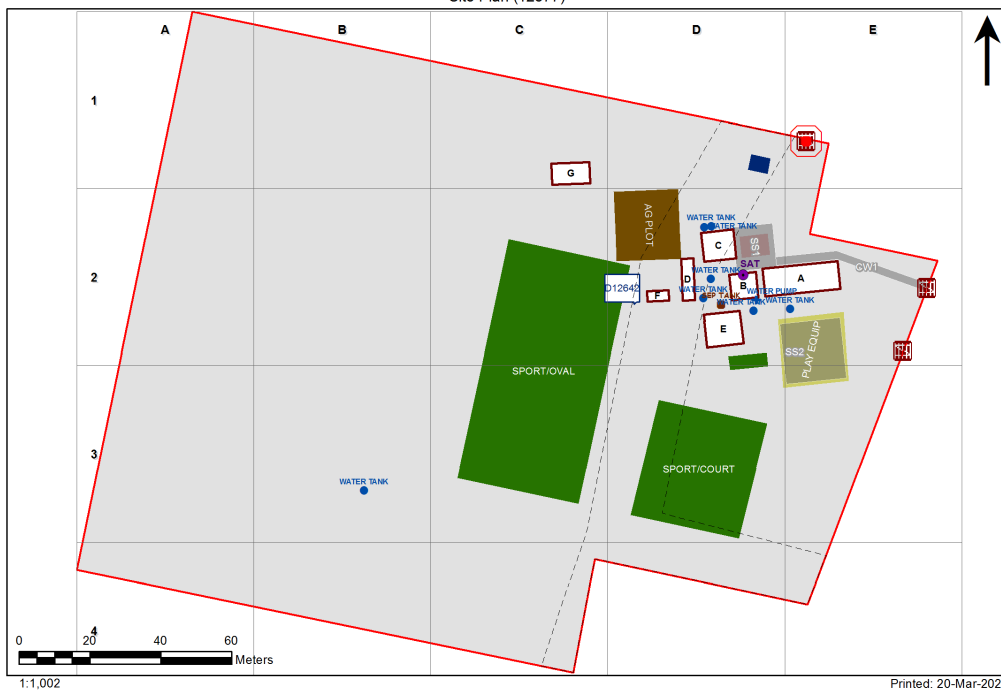 A B C D E
1
G
WATER TANK
WATER TANK
AG PLOT
C
SS1
SAT
2
CW1
WATER TANK
D
A
B
D12642
F
WATER TANK
SEP TANK
WATER PUMP
WATER TANK
WATER TANK
E
SS2
PLAY EQUIP
SPORT/OVAL
3
SPORT/COURT
WATER TANK
4
0 20 40 60
Meters
1:1,002
Printed: 20-Mar-202